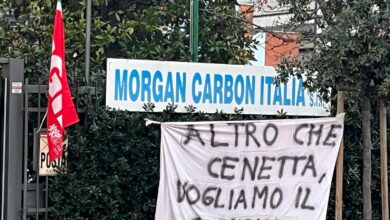 MORGAN CARBON ITALIA s.r.l.
ALTRO CHE
CENETTA,
VOGLIAMO IL